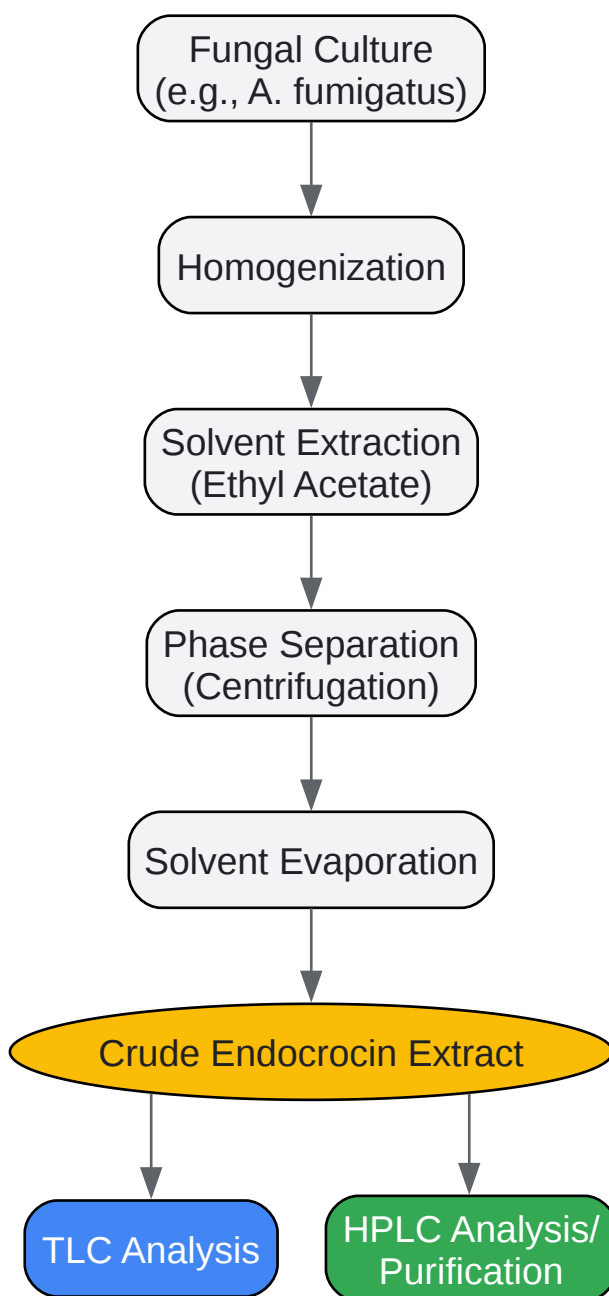 Fungal Culture
(e.g., A. fumigatus)
Homogenization
Solvent Extraction
(Ethyl Acetate)
Phase Separation
(Centrifugation)
Solvent Evaporation
Crude Endocrocin Extract
TLC Analysis
HPLC Analysis/
Purification